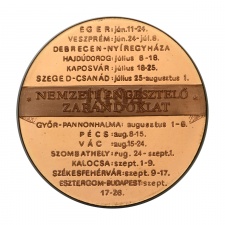 EGER: jún. 11-24.
VESZPRÉM: jún. 24-júl. 8.
DEBRECEN-NYÍREGYHÁZA
HAJDÚDOROG: július 8-18.
KAPOSVÁR: július 18-25.
SZEGED-CSANÁD: július 25-augusztus 1.
NEMZETI ENGESZTELŐ
ZARÁNDOKLAT
GYŐR-PANNONHALMA: augusztus 1-8.
PÉCS: aug. 8-15.
VÁC: aug. 15-24.
SZOMBATHELY: aug. 24-szept. 1.
KALOCSA: szept. 1-9.
SZÉKESFEHÉRVÁR: szept. 9-17.
ESZTERGOM-BUDAPEST: szept.
17-26.